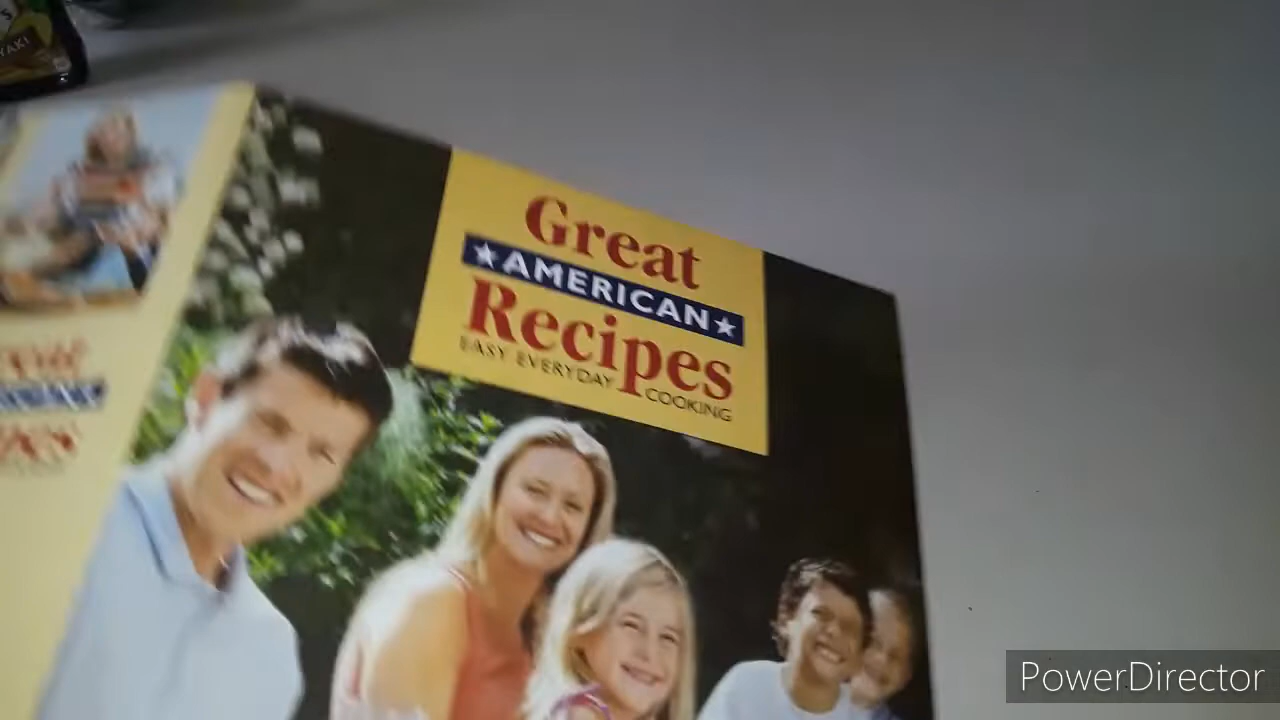 Great
★AMERICAN★
Recipes
EASY EVERYDAY COOKING
PowerDirector